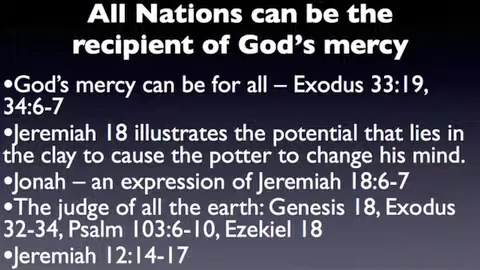 All Nations can be the
recipient of God's mercy
•God's mercy can be for all – Exodus 33:19,
34:6-7
•Jeremiah 18 illustrates the potential that lies in
the clay to cause the potter to change his mind.
•Jonah – an expression of Jeremiah 18:6-7
•The judge of all the earth: Genesis 18, Exodus
32-34, Psalm 103:6-10, Ezekiel 18
•Jeremiah 12:14-17